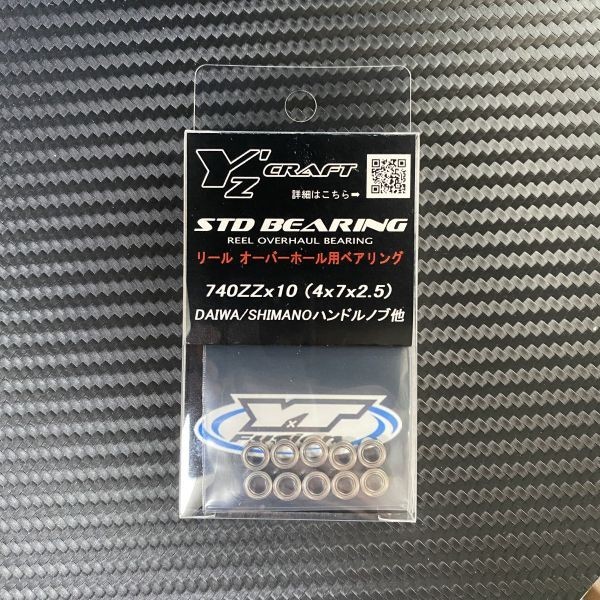 Y'z CRAFT
詳細はこちら➡
STD BEARING
REEL OVERHAUL BEARING
リール オーバーホール用ベアリング
740ZZx10 (4x7x2.5)
DAIWA/SHIMANOハンドルノブ他
YT
x